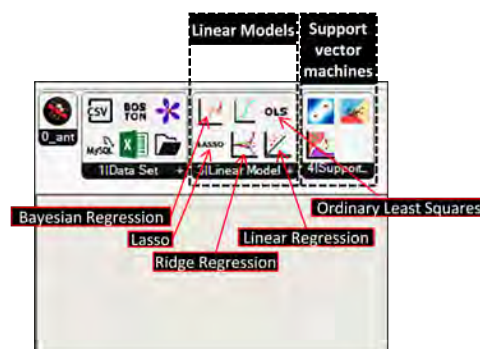 Linear Models
Support
vector
machines
CSV
BOS
TON
OLS
0_ant
MySQL
LASSO
1|Data Set +
3|Linear Model +
4|Support_
Bayesian Regression
Ordinary Least Squares
Lasso
Linear Regression
Ridge Regression